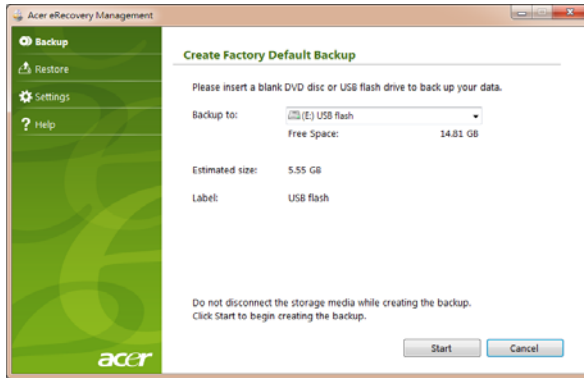 Acer eRecovery Management
Backup
Restore
Settings
? Help
Create Factory Default Backup
Please insert a blank DVD disc or USB flash drive to back up your data.
Backup to: (E:) USB flash
Free Space: 14.81 GB
Estimated size: 5.55 GB
Label: USB flash
Do not disconnect the storage media while creating the backup.
Click Start to begin creating the backup.
Start Cancel
acer